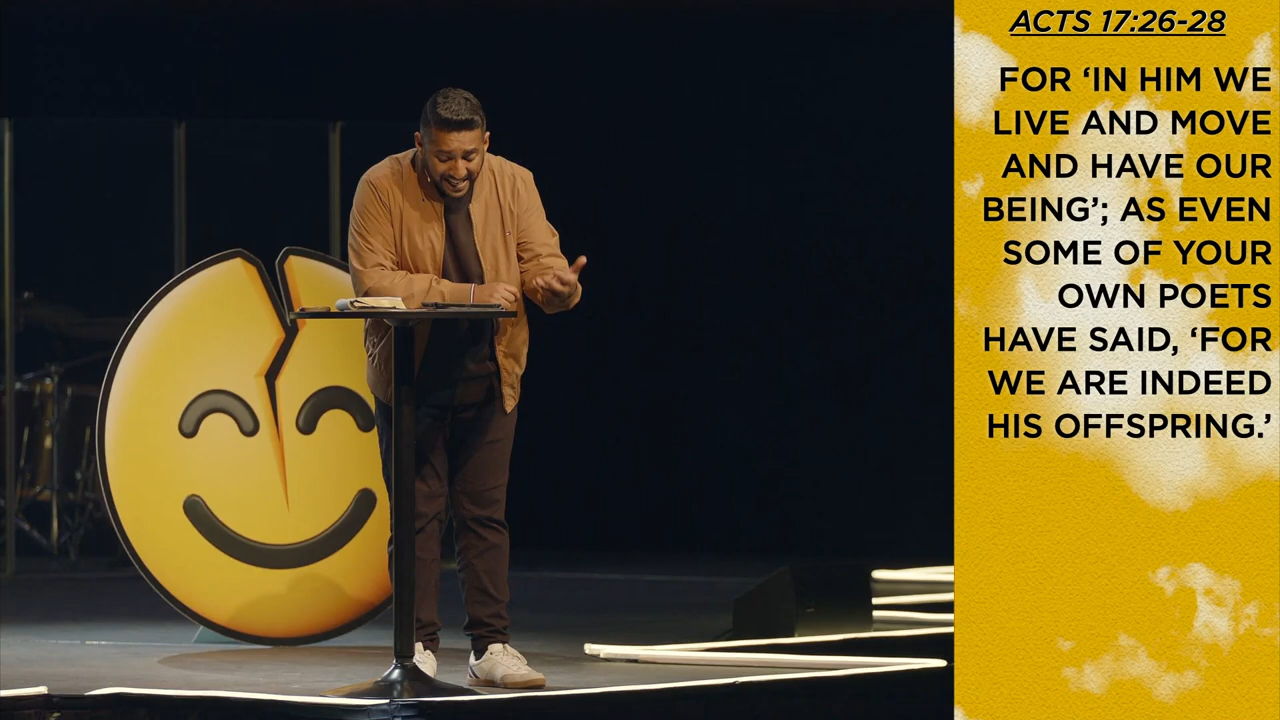 ACTS 17:26-28
FOR ‘IN HIM WE
LIVE AND MOVE
AND HAVE OUR
BEING’; AS EVEN
SOME OF YOUR
OWN POETS
HAVE SAID, ‘FOR
WE ARE INDEED
HIS OFFSPRING.’